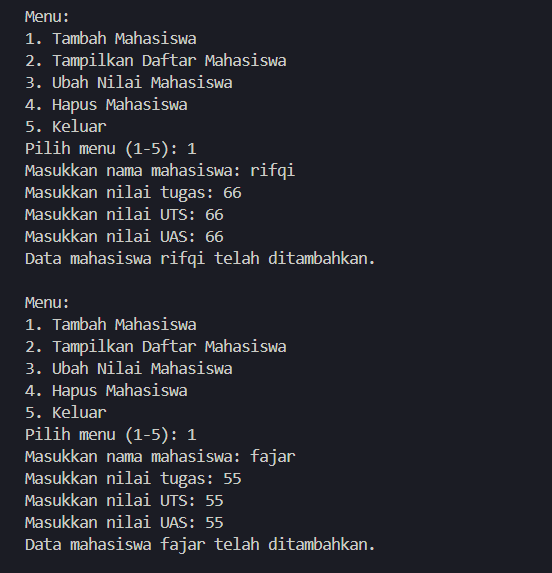 Menu:
1. Tambah Mahasiswa
2. Tampilkan Daftar Mahasiswa
3. Ubah Nilai Mahasiswa
4. Hapus Mahasiswa
5. Keluar
Pilih menu (1-5): 1
Masukkan nama mahasiswa: rifqi
Masukkan nilai tugas: 66
Masukkan nilai UTS: 66
Masukkan nilai UAS: 66
Data mahasiswa rifqi telah ditambahkan.

Menu:
1. Tambah Mahasiswa
2. Tampilkan Daftar Mahasiswa
3. Ubah Nilai Mahasiswa
4. Hapus Mahasiswa
5. Keluar
Pilih menu (1-5): 1
Masukkan nama mahasiswa: fajar
Masukkan nilai tugas: 55
Masukkan nilai UTS: 55
Masukkan nilai UAS: 55
Data mahasiswa fajar telah ditambahkan.